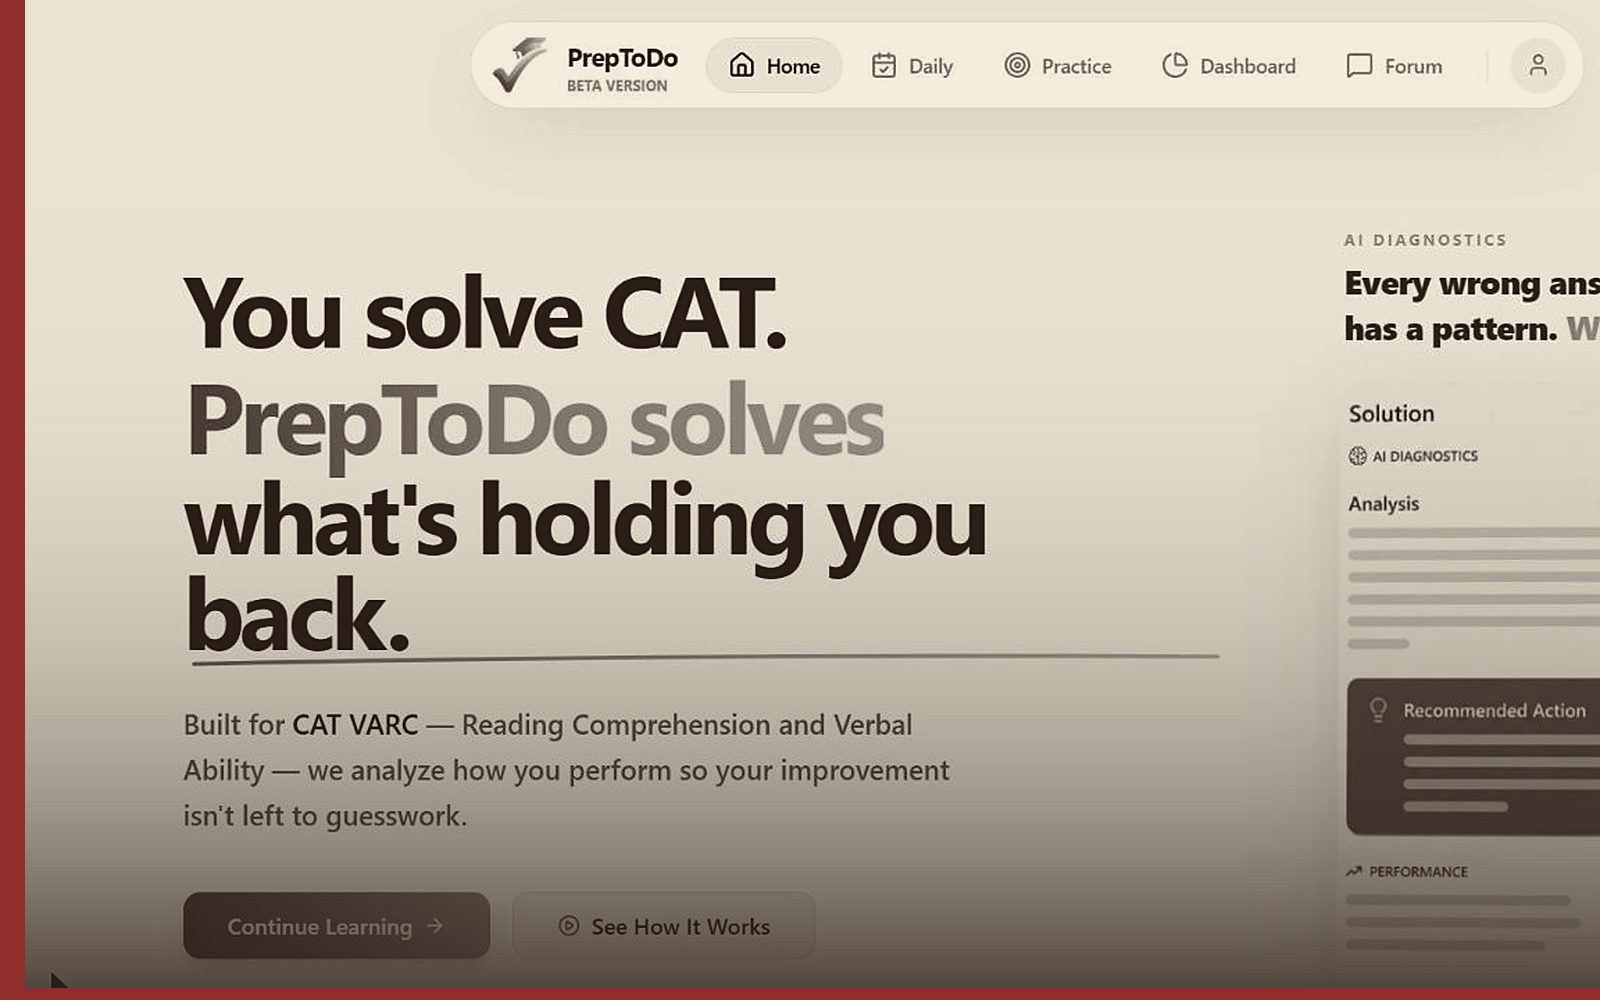 PrepToDo
BETA VERSION
Home
Daily
Practice
Dashboard
Forum
You solve CAT.
PrepToDo solves
what's holding you
back.
Built for CAT VARC — Reading Comprehension and Verbal
Ability — we analyze how you perform so your improvement
isn't left to guesswork.
Continue Learning
See How It Works
AI DIAGNOSTICS
Every wrong
has a pattern.
Solution
AI DIAGNOSTICS
Analysis
Recommended Action
PERFORMANCE